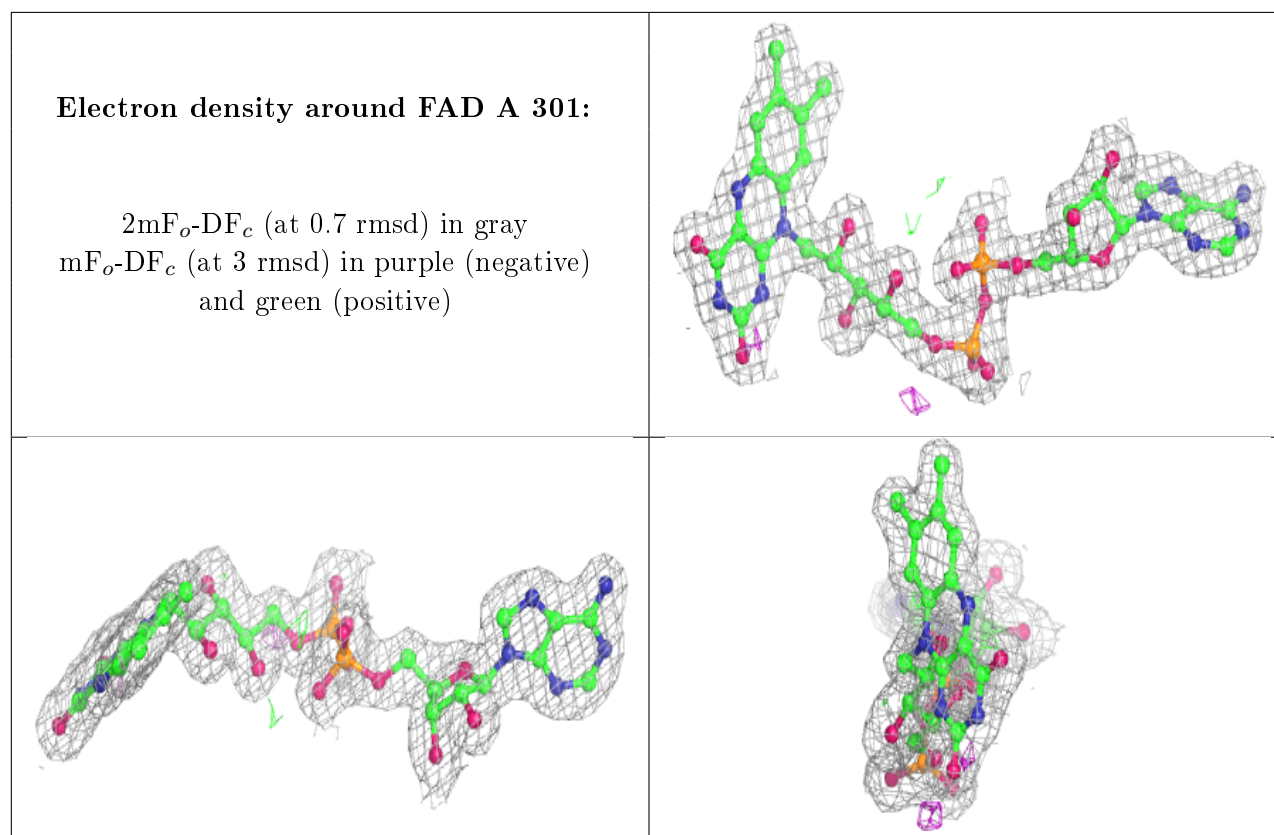 Electron density around FAD A 301:
2mFₒ-DF𝒸 (at 0.7 rmsd) in gray
mFₒ-DF𝒸 (at 3 rmsd) in purple (negative)
and green (positive)